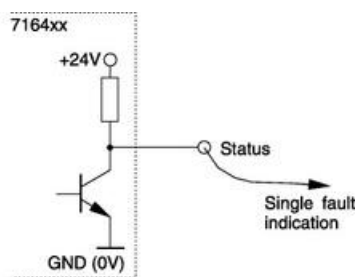 7164xx
+24V
Status
Single fault
indication
GND (0V)